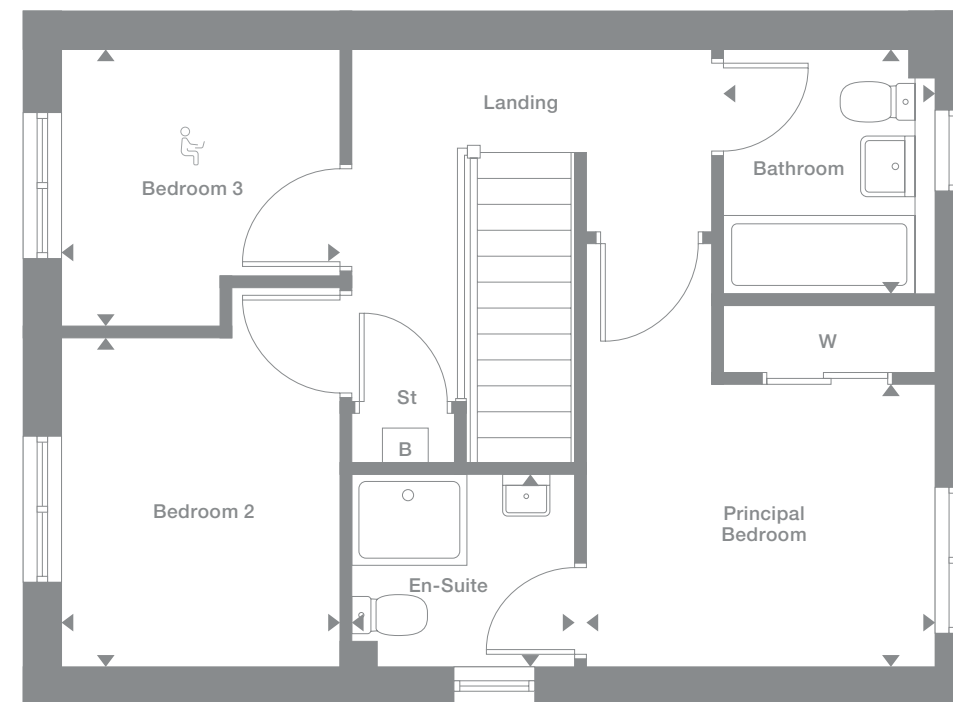 Landing
Bathroom
Bedroom 3
W
St
B
Bedroom 2
Principal
Bedroom
En-Suite